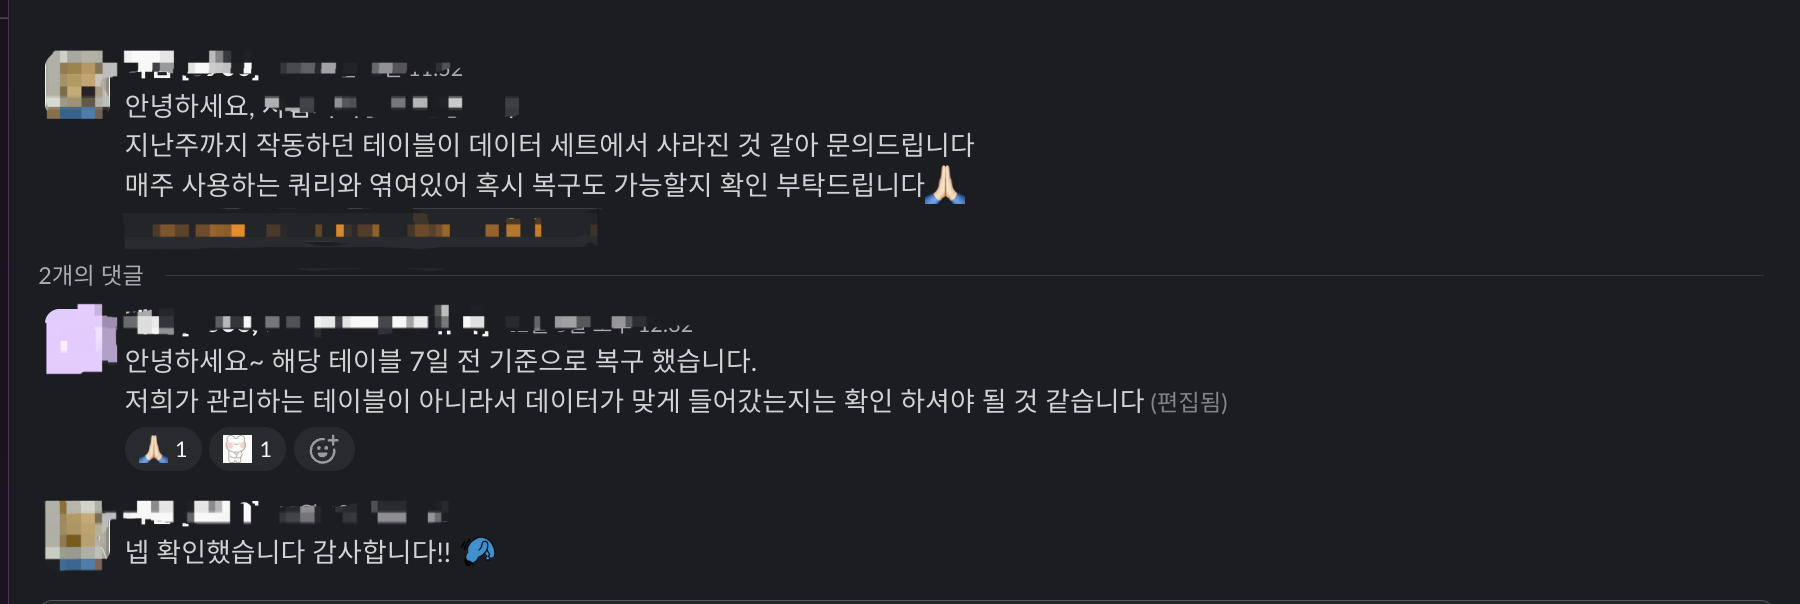 안녕하세요,
지난주까지 작동하던 테이블이 데이터 세트에서 사라진 것 같아 문의드립니다
매주 사용하는 쿼리와 엮여있어 혹시 복구도 가능할지 확인 부탁드립니다🙏🏻
2개의 댓글
안녕하세요~ 해당 테이블 7일 전 기준으로 복구 했습니다.
저희가 관리하는 테이블이 아니라서 데이터가 맞게 들어갔는지는 확인 하셔야 될 것 같습니다 (편집됨)
1 1
넵 확인했습니다 감사합니다!!